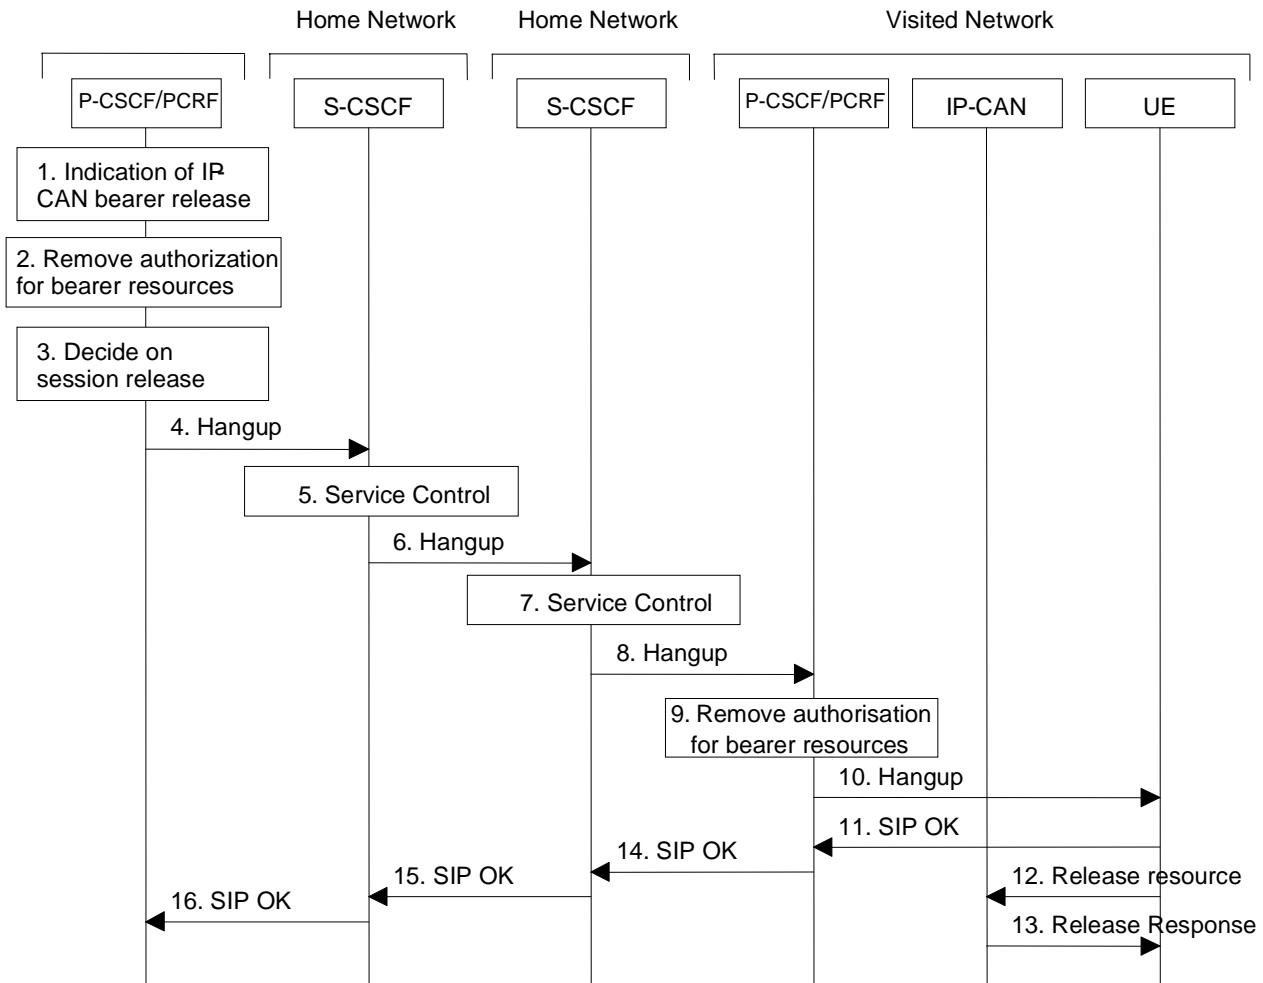 Home Network
Home Network
Visited Network
P-CSCF/PCRF
S-CSCF
S-CSCF
P-CSCF/PCRF
IP-CAN
UE
1. Indication of IP-
CAN bearer release
2. Remove authorization
for bearer resources
3. Decide on
session release
4. Hangup
5. Service Control
6. Hangup
7. Service Control
8. Hangup
9. Remove authorisation
for bearer resources
10. Hangup
11. SIP OK
14. SIP OK
15. SIP OK
12. Release resource
16. SIP OK
13. Release Response